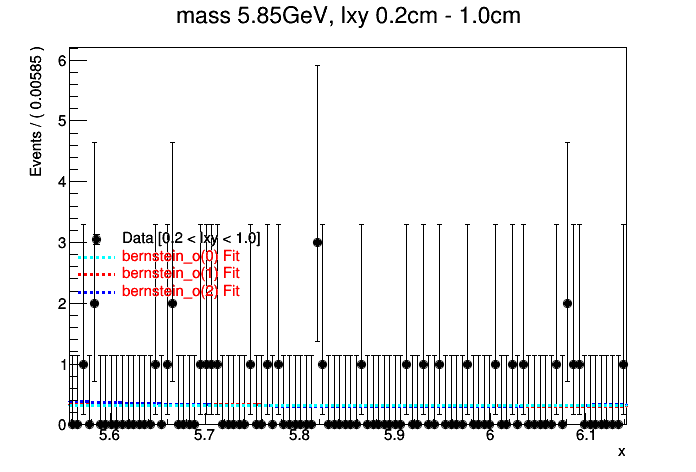 mass 5.85GeV, lxy 0.2cm - 1.0cm
Events / ( 0.00585 )
6
5
4
3
2
1
0
Data [0.2 < lxy < 1.0]
bernstein_o(0) Fit
bernstein_o(1) Fit
bernstein_o(2) Fit
5.6 5.7 5.8 5.9 6 6.1
x